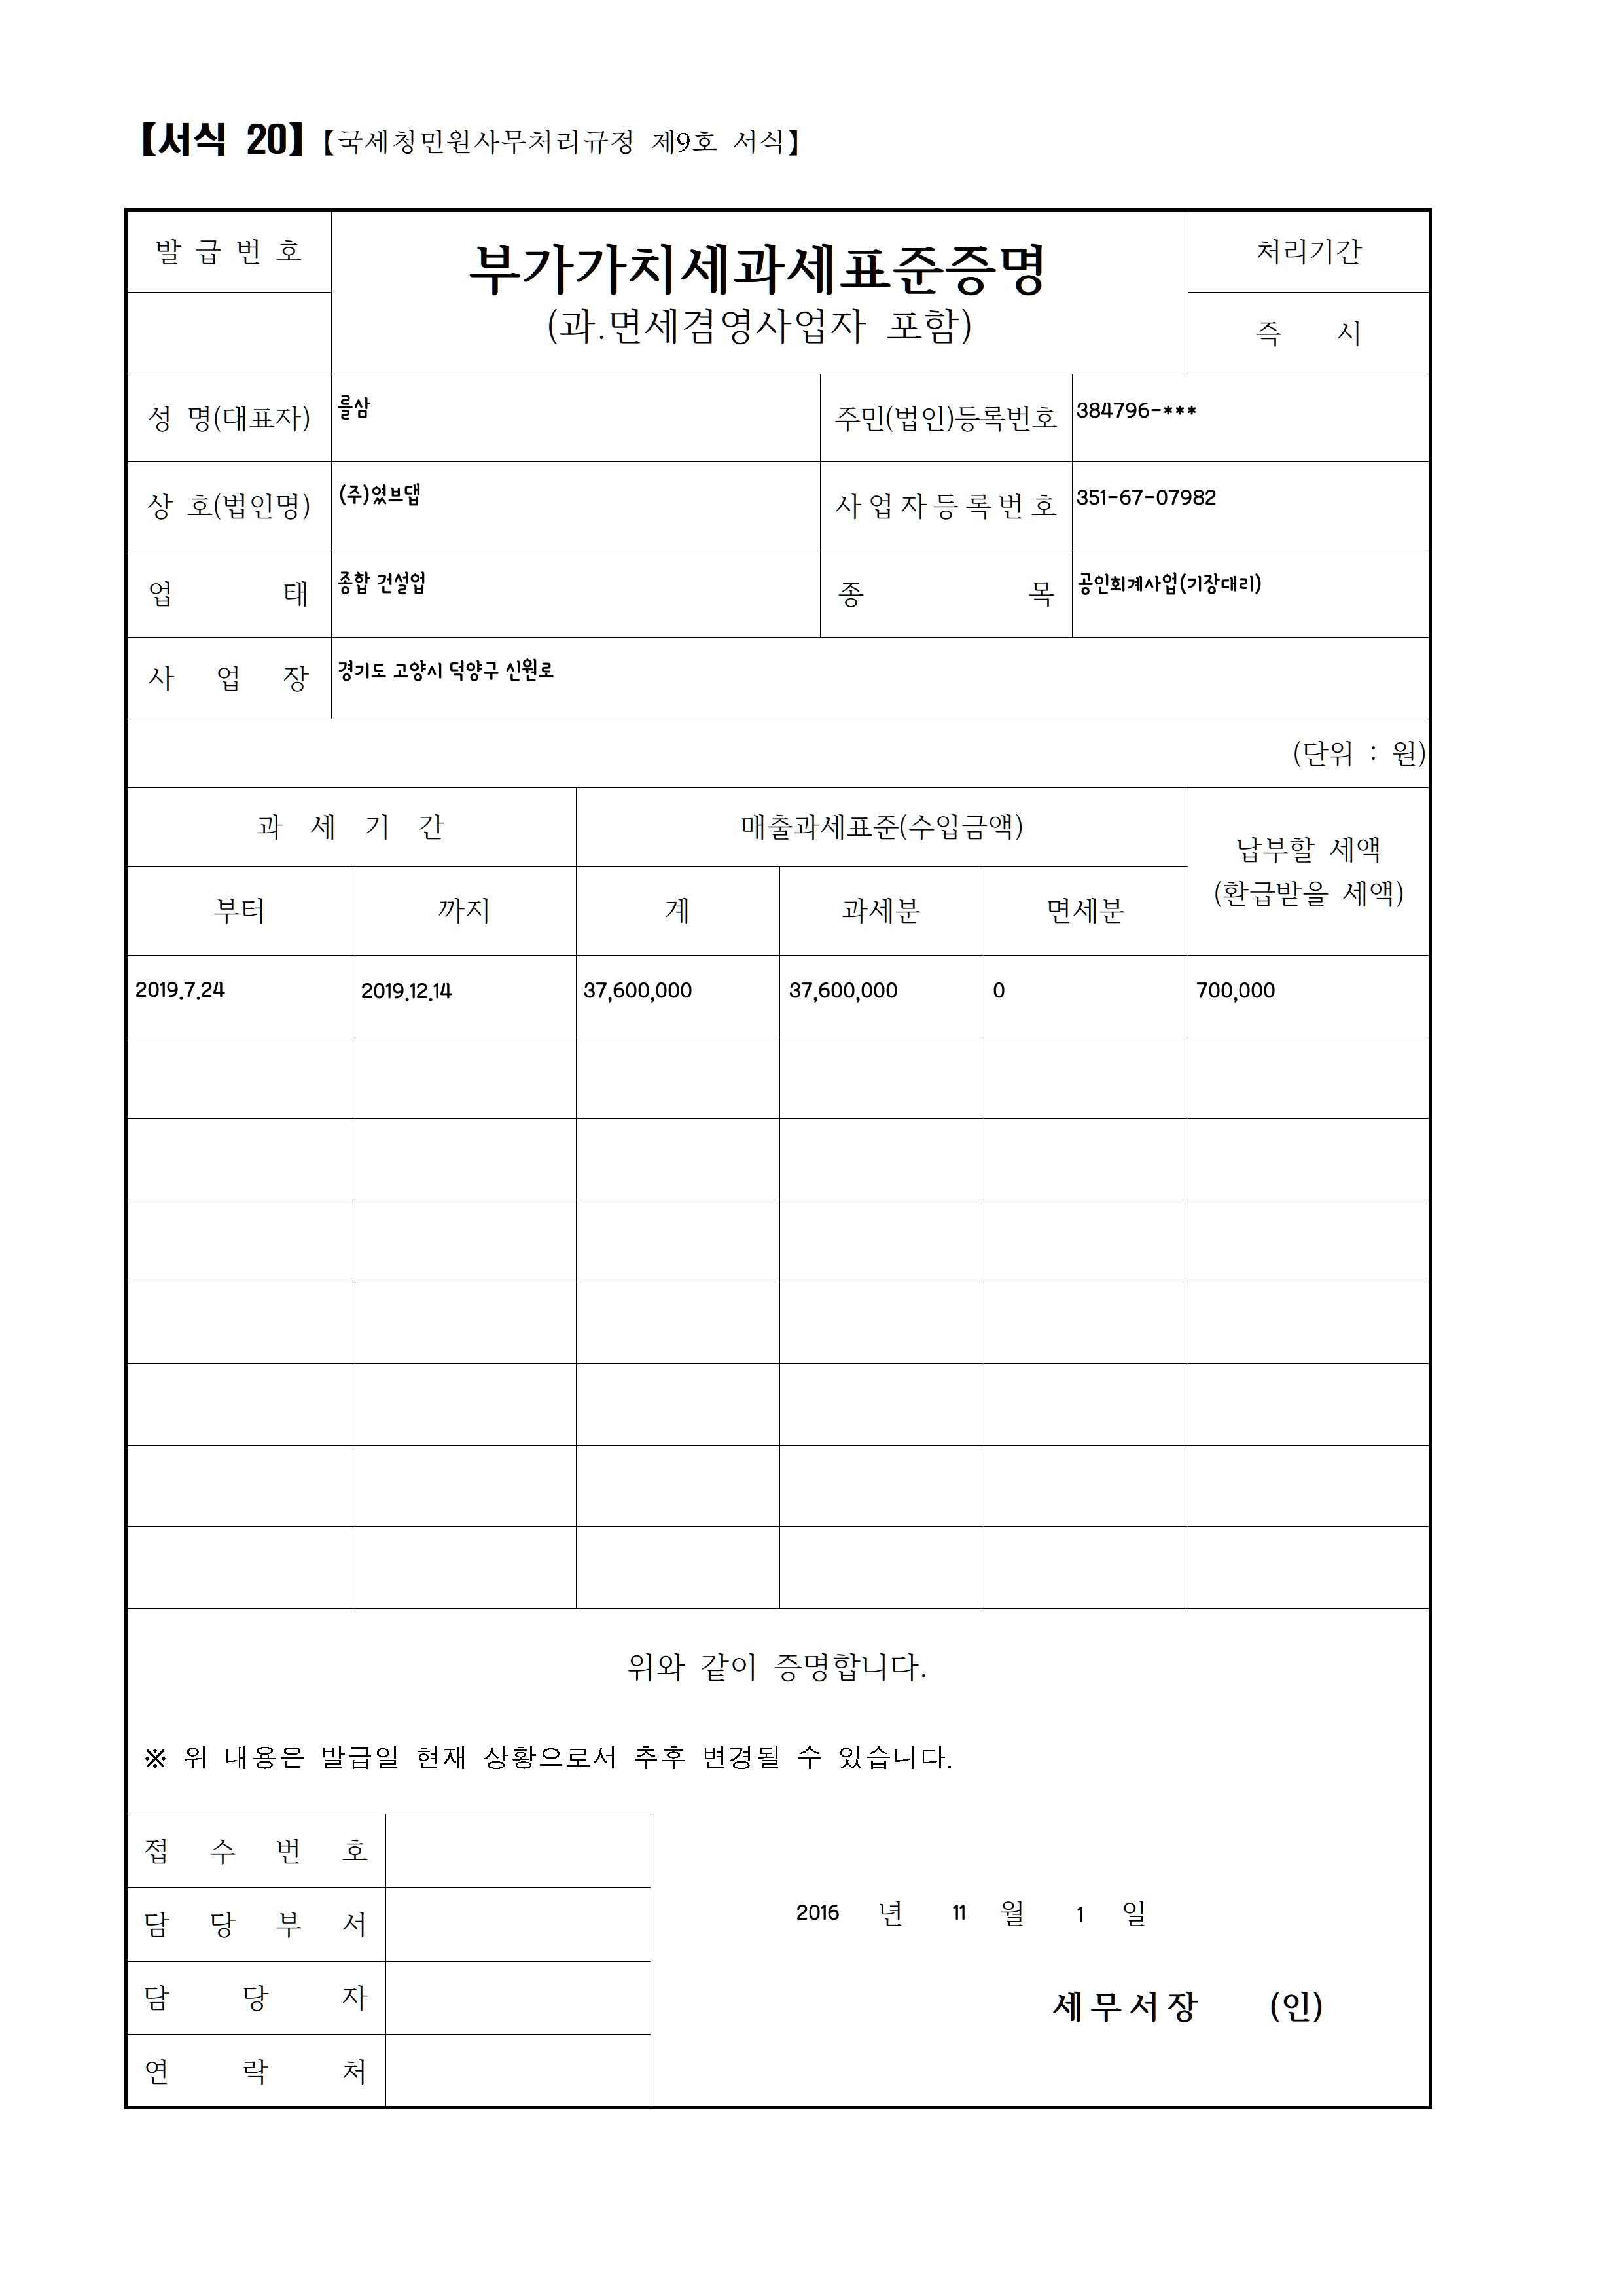 【서식 20】【국세청민원사무처리규정 제9호 서식】
발 급 번 호
부가가치세과세표준증명
(과.면세겸영사업자 포함)
처리기간
즉 시
성 명(대표자) 를삼 주민(법인)등록번호 384796-***
상 호(법인명) (주)였브댑 사 업 자 등 록 번 호 351-67-07982
업 태 종합 건설업 종 목 공인회계사업(기장대리)
사 업 장 경기도 고양시 덕양구 신원로
(단위 : 원)
과 세 기 간 매출과세표준(수입금액) 납부할 세액
(환급받을 세액)
부터 까지 계 과세분 면세분
2019.7.24 2019.12.14 37,600,000 37,600,000 0 700,000
위와 같이 증명합니다.
※ 위 내용은 발급일 현재 상황으로서 추후 변경될 수 있습니다.
접 수 번 호
담 당 부 서
담 당 자
연 락 처
2016 년 11 월 1 일
세 무 서 장 (인)